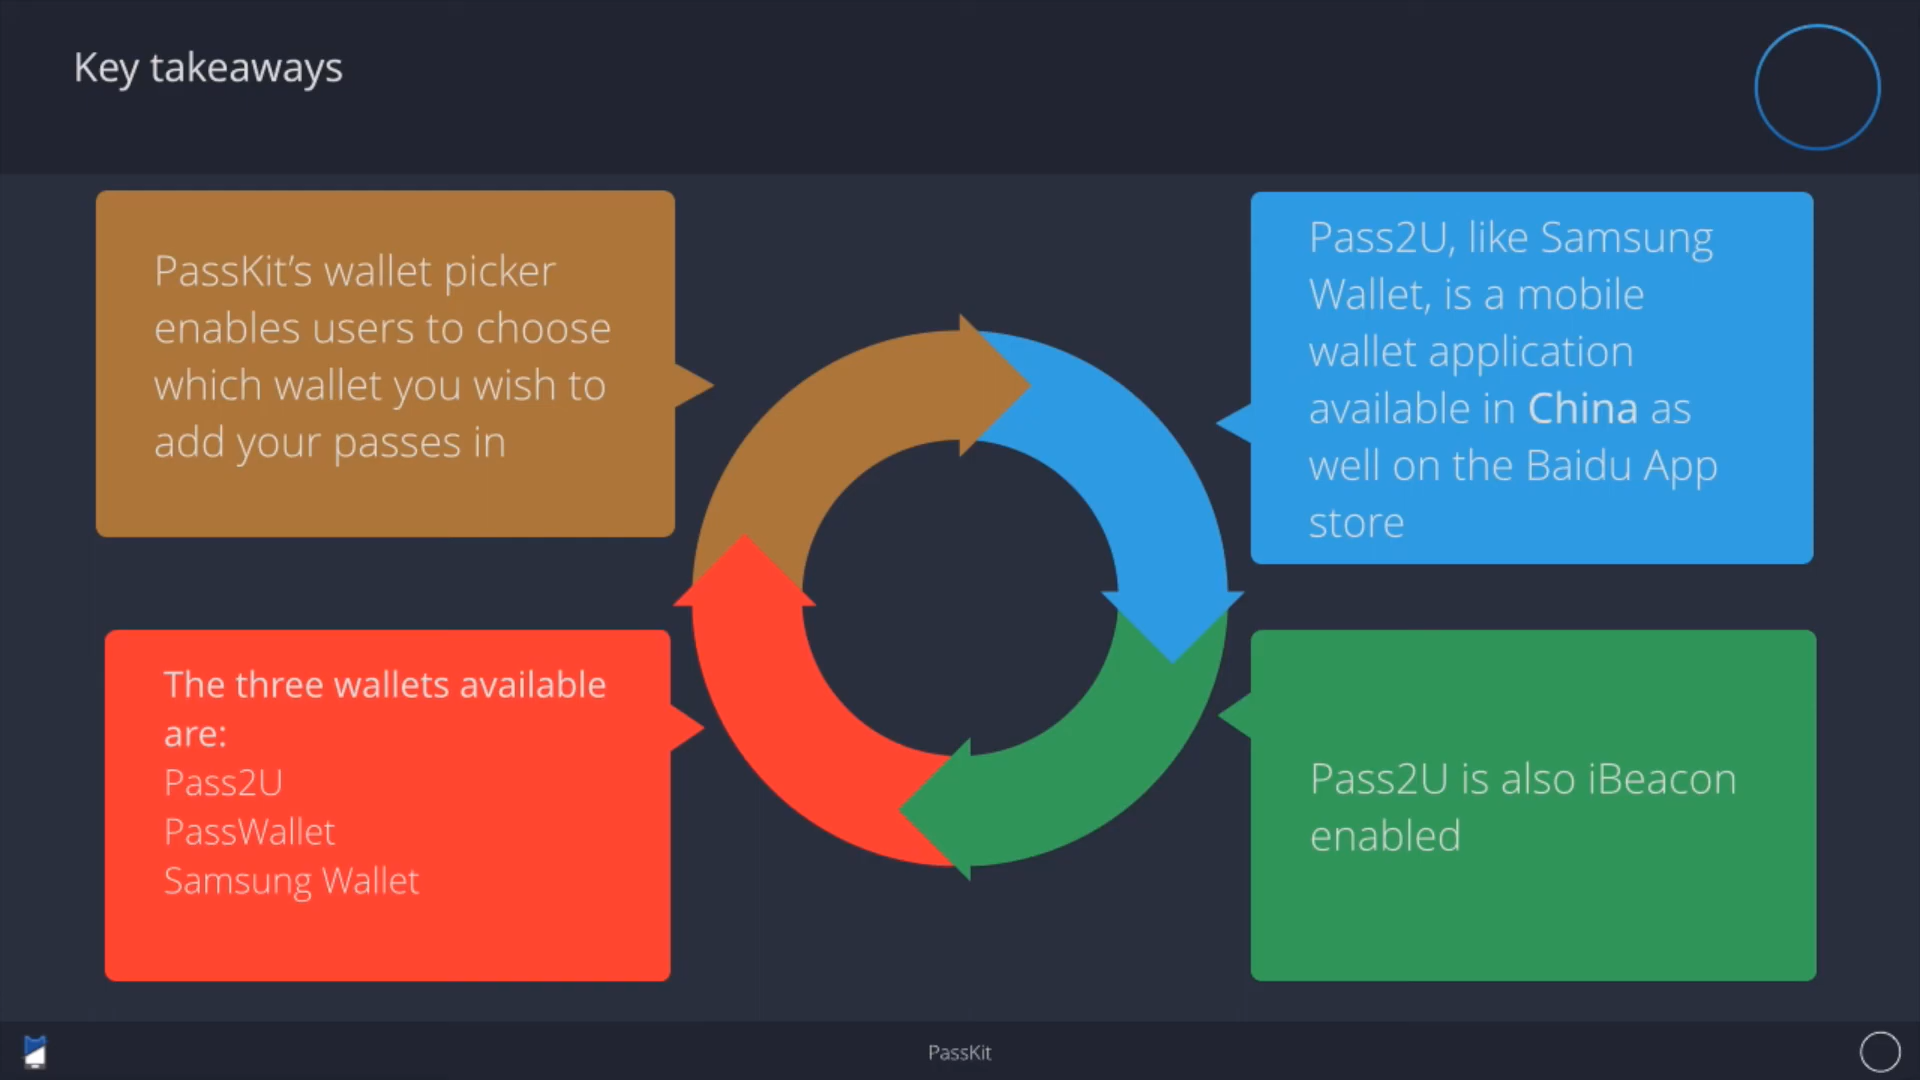 Key takeaways
PassKit’s wallet picker
enables users to choose
which wallet you wish to
add your passes in
Pass2U, like Samsung
Wallet, is a mobile
wallet application
available in China as
well on the Baidu App
store
The three wallets available
are:
Pass2U
PassWallet
Samsung Wallet
Pass2U is also iBeacon
enabled
PassKit